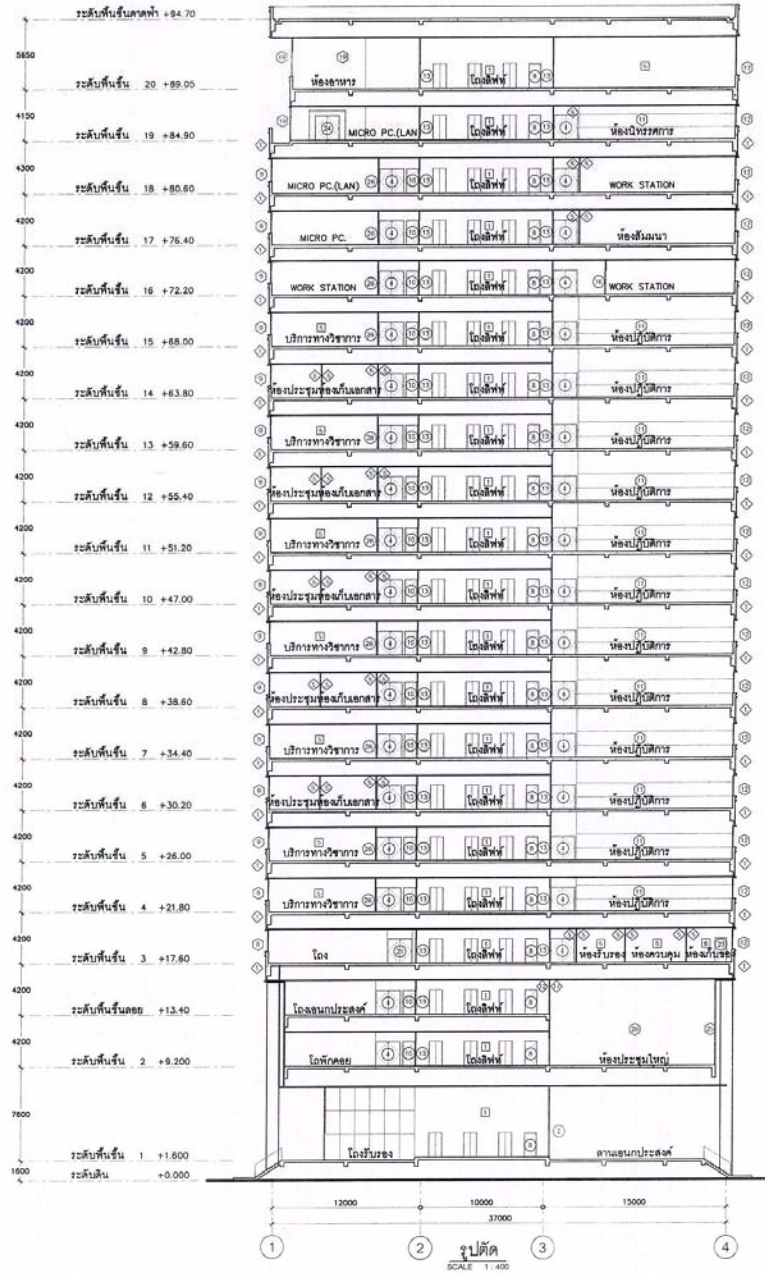 ระดับพื้นชั้นดาดฟ้า +94.70
5650
ห้องอาหาร โถงลิฟท์
ระดับพื้นชั้น 20 +89.05
4150
MICRO PC.(LAN โถงลิฟท์ ห้องนิทรรศการ
ระดับพื้นชั้น 19 +84.90
4300
MICRO PC.(LAN) โถงลิฟท์ WORK STATION
ระดับพื้นชั้น 18 +80.60
4200
MICRO PC. โถงลิฟท์ ห้องสัมมนา
ระดับพื้นชั้น 17 +76.40
4200
WORK STATION โถงลิฟท์ WORK STATION
ระดับพื้นชั้น 16 +72.20
4200
บริการทางวิชาการ โถงลิฟท์ ห้องปฏิบัติการ
ระดับพื้นชั้น 15 +68.00
4200
ห้องประชุม ห้องเก็บเอกสาร โถงลิฟท์ ห้องปฏิบัติการ
ระดับพื้นชั้น 14 +63.80
4200
บริการทางวิชาการ โถงลิฟท์ ห้องปฏิบัติการ
ระดับพื้นชั้น 13 +59.60
4200
ห้องประชุม ห้องเก็บเอกสาร โถงลิฟท์ ห้องปฏิบัติการ
ระดับพื้นชั้น 12 +55.40
4200
บริการทางวิชาการ โถงลิฟท์ ห้องปฏิบัติการ
ระดับพื้นชั้น 11 +51.20
4200
ห้องประชุม ห้องเก็บเอกสาร โถงลิฟท์ ห้องปฏิบัติการ
ระดับพื้นชั้น 10 +47.00
4200
บริการทางวิชาการ โถงลิฟท์ ห้องปฏิบัติการ
ระดับพื้นชั้น 9 +42.80
4200
ห้องประชุม ห้องเก็บเอกสาร โถงลิฟท์ ห้องปฏิบัติการ
ระดับพื้นชั้น 8 +38.60
4200
บริการทางวิชาการ โถงลิฟท์ ห้องปฏิบัติการ
ระดับพื้นชั้น 7 +34.40
4200
ห้องประชุม ห้องเก็บเอกสาร โถงลิฟท์ ห้องปฏิบัติการ
ระดับพื้นชั้น 6 +30.20
4200
บริการทางวิชาการ โถงลิฟท์ ห้องปฏิบัติการ
ระดับพื้นชั้น 5 +26.00
4200
บริการทางวิชาการ โถงลิฟท์ ห้องปฏิบัติการ
ระดับพื้นชั้น 4 +21.80
4200
โถง โถงลิฟท์ ห้องรับรอง ห้องควบคุม ห้องเก็บของ
ระดับพื้นชั้น 3 +17.60
4200
โถงเอนกประสงค์ โถงลิฟท์
ระดับพื้นชั้นลอย +13.40
4200
โถพักคอย โถงลิฟท์ ห้องประชุมใหญ่
ระดับพื้นชั้น 2 +9.200
7600
โถงรับรอง ลานเอนกประสงค์
ระดับพื้นชั้น 1 +1.600
1600
ระดับดิน +0.000
12000 10000 15000
37000
1 2 3 4
รูปตัด
SCALE 1:400